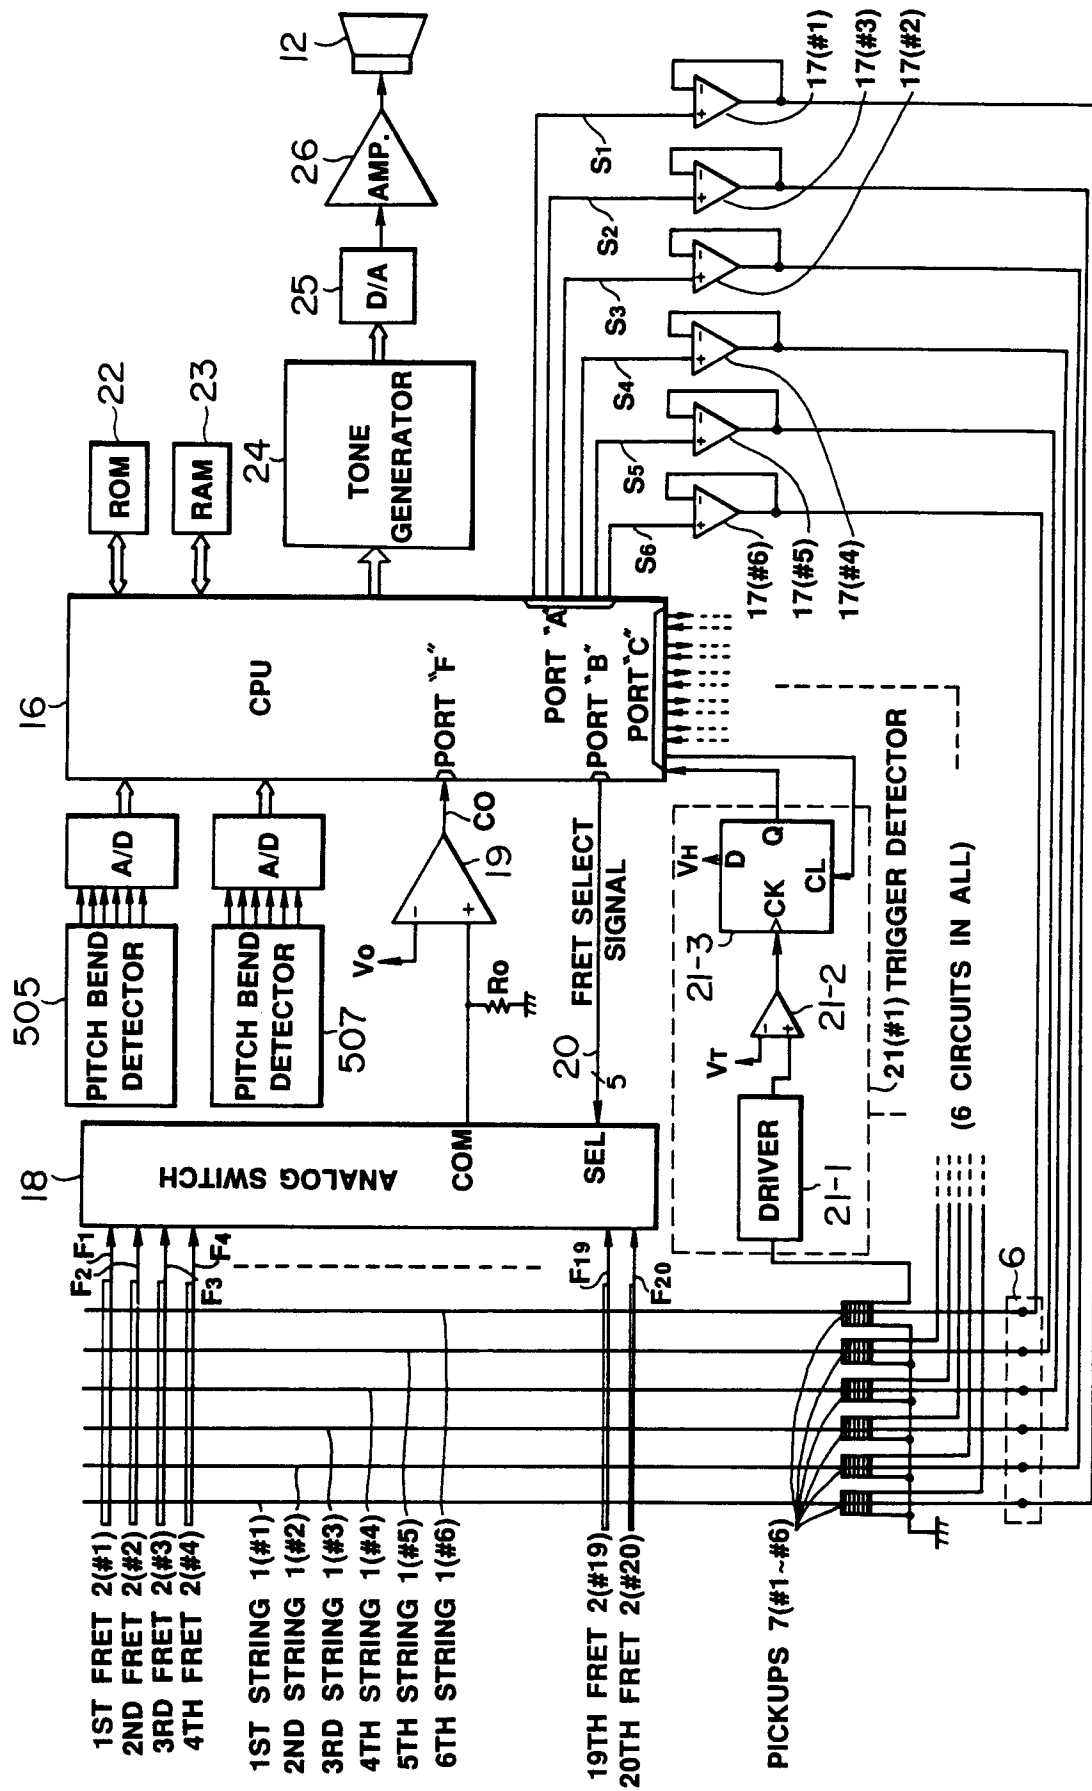 1ST FRET 2(#1)
2ND FRET 2(#2)
3RD FRET 2(#3)
4TH FRET 2(#4)
1ST STRING 1(#1)
2ND STRING 1(#2)
3RD STRING 1(#3)
4TH STRING 1(#4)
5TH STRING 1(#5)
6TH STRING 1(#6)
19TH FRET 2(#19)
20TH FRET 2(#20)
PICKUPS 7(#1~#6)
F1
F2
F3
F4
F19
F20
6
18
ANALOG SWITCH
COM
SEL
505
PITCH BEND
DETECTOR
PITCH BEND
DETECTOR
507
A/D
A/D
Vo
Ro
CO
19
20
5
FRET SELECT
SIGNAL
DRIVER
21-1
VT
21-2
21-3
VH
D
CK
Q
CL
21(#1) TRIGGER DETECTOR
(6 CIRCUITS IN ALL)
16
CPU
PORT "F"
PORT "A"
PORT "B"
PORT "C"
ROM
22
RAM
23
24
TONE
GENERATOR
25
D/A
26
AMP.
12
S1
S2
S3
S4
S5
S6
-
+
-
+
-
+
-
+
-
+
-
+
-
+
-
+
17(#6)
17(#5)
17(#4)
17(#1)
17(#3)
17(#2)